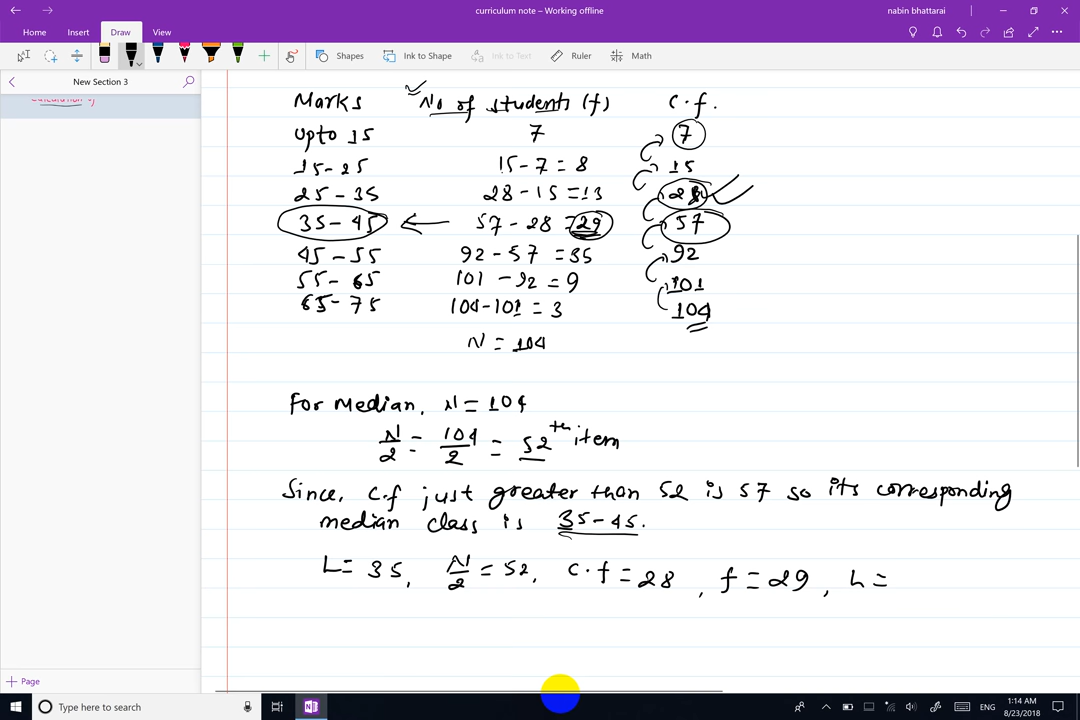 curriculum note – Working offline
nabin bhattarai
Home Insert Draw View
Shapes Ink to Shape Ink to Text Ruler Math
New Section 3
Marks No of students (f) c.f.
upto 15 7 7
15-25 15-7 = 8 15
25-35 28-15 = 13 28
35-45 57-28 = 29 57
45-55 92-57 = 35 92
55-65 101-92 = 9 101
65-75 104-101 = 3 104
N = 104
For Median, N = 104
N/2 = 104/2 = 52th item
Since, c.f just greater than 52 is 57 so its corresponding
median class is 35-45.
L = 35, N/2 = 52, c.f = 28, f = 29, h =
+ Page
Type here to search
ENG
1:14 AM
8/23/2018